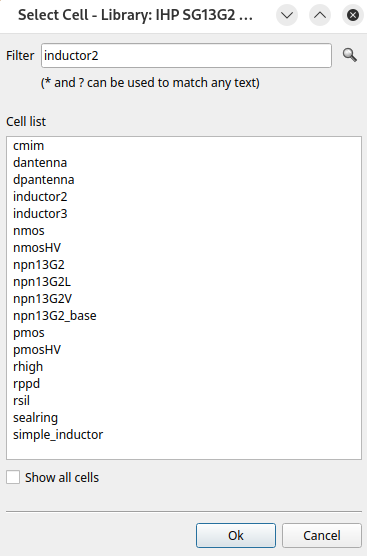 Select Cell - Library: IHP SG13G2 ...
Filter inductor2
(* and ? can be used to match any text)
Cell list
cmim
dantenna
dpantenna
inductor2
inductor3
nmos
nmosHV
npn13G2
npn13G2L
npn13G2V
npn13G2_base
pmos
pmosHV
rhigh
rppd
rsil
sealring
simple_inductor
Show all cells
Ok Cancel